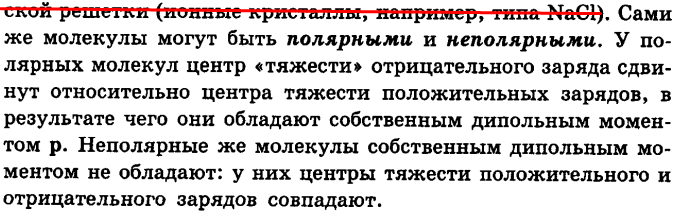 ской решетки (ионные кристаллы, например, типа NaCl). Сами
же молекулы могут быть полярными и неполярными. У по-
лярных молекул центр «тяжести» отрицательного заряда сдви-
нут относительно центра тяжести положительных зарядов, в
результате чего они обладают собственным дипольным момен-
том p. Неполярные же молекулы собственным дипольным мо-
ментом не обладают: у них центры тяжести положительного и
отрицательного зарядов совпадают.